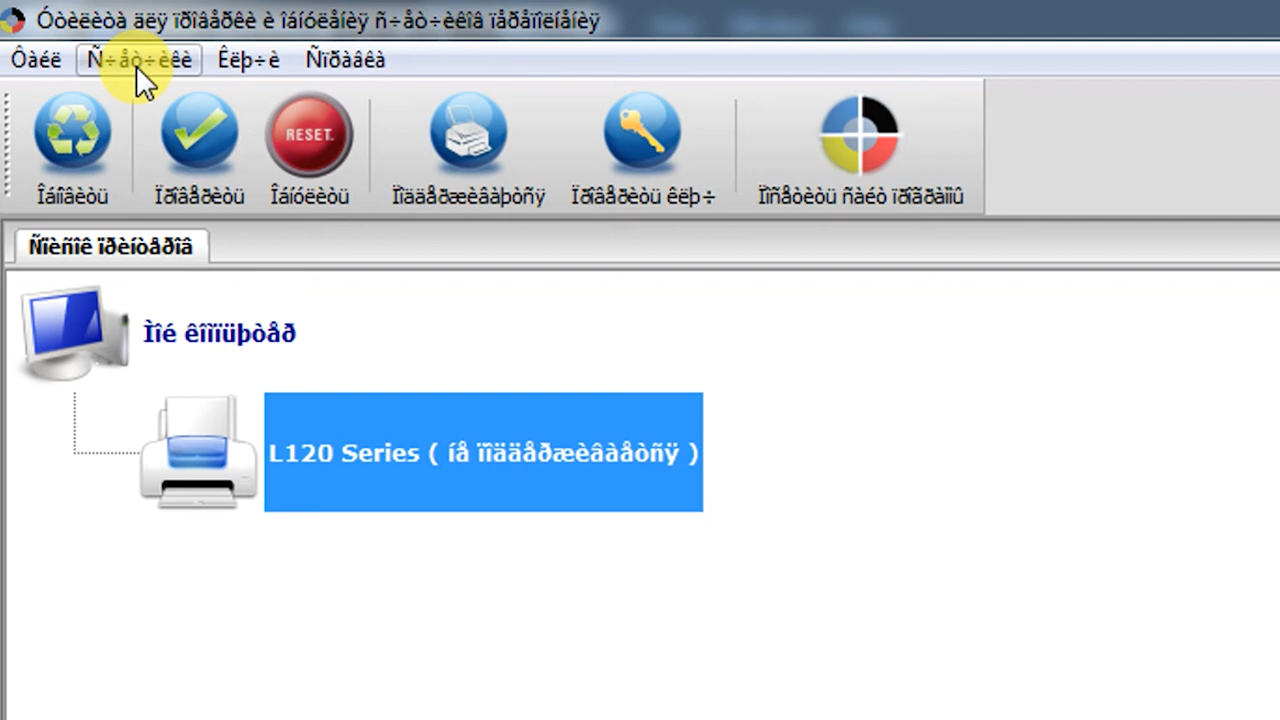 Óòèëèòà äëÿ ïðîâåðêè è îáíóëåíèÿ ñ÷åò÷èêîâ ïåðåïîëíåíèÿ
Ôàéë Ñ÷åò÷èêè Êëþ÷è Ñïðàâêà
RESET.
Îáíîâèòü Ïðîâåðèòü Îáíóëèòü Ïîääåðæèâàþòñÿ Ïðîâåðèòü êëþ÷ Ïîñåòèòü ñàéò ïðîãðàììû
Ñïèñîê ïðèíòåðîâ
Ìîé êîìïüþòåð
L120 Series ( íå ïîääåðæèâàåòñÿ )